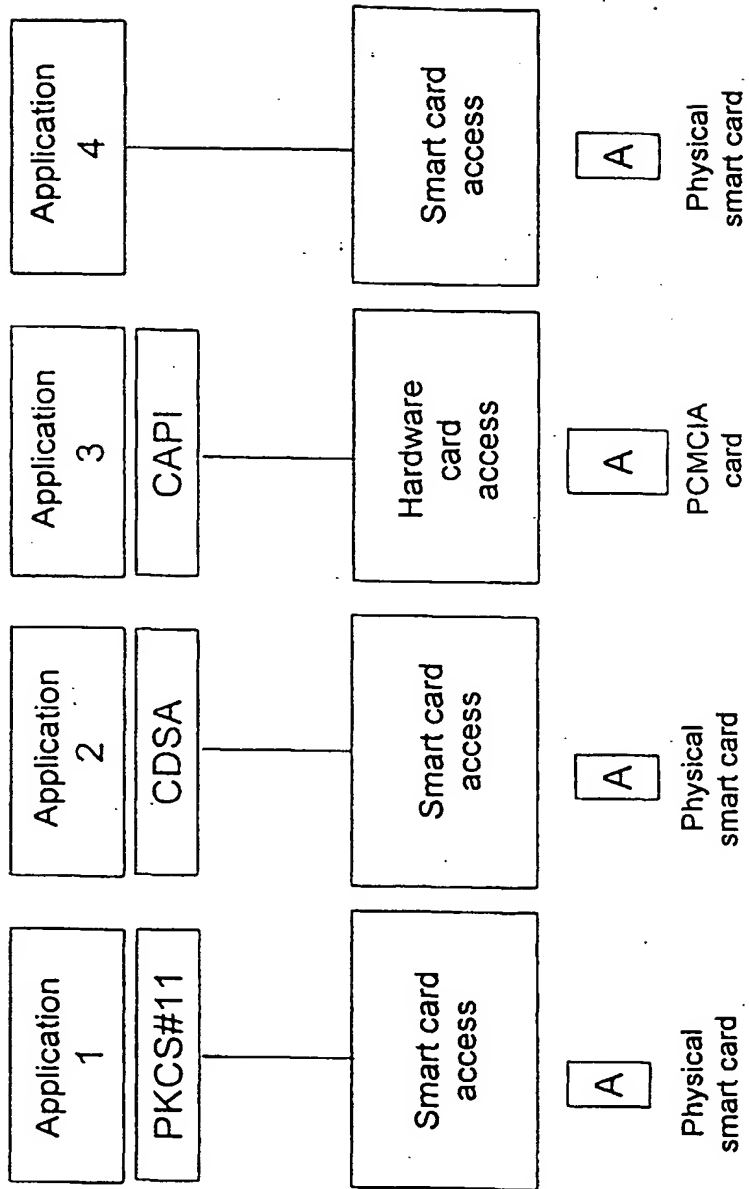 Application
1
PKCS#11
Smart card
access
A
Physical
smart card
Application
2
CDSA
Smart card
access
A
Physical
smart card
Application
3
CAPI
Hardware
card
access
A
PCMCIA
card
Application
4
Smart card
access
A
Physical
smart card